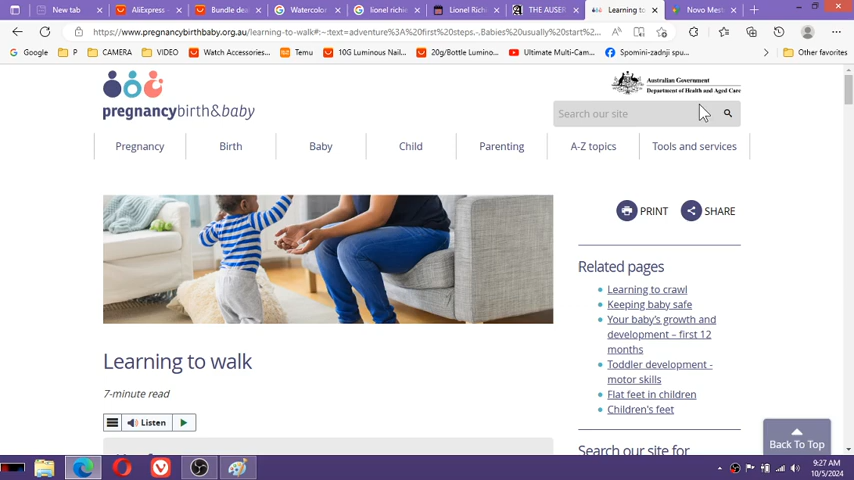 New tab
AliExpress -
Bundle dea
Watercolor
lionel richie
Lionel Richi
THE AUSER
Learning to
Novo Mest
https://www.pregnancybirthbaby.org.au/learning-to-walk#:~:text=adventure%3A%20first%20steps.-,Babies%20usually%20start%2...
Google
P
CAMERA
VIDEO
Watch Accessories...
Temu
10G Luminous Nail...
20g/Bottle Lumino...
Ultimate Multi-Cam...
Spomini-zadnji spu...
Other favorites
pregnancybirth&baby
Australian Government
Department of Health and Aged Care
Search our site
Pregnancy
Birth
Baby
Child
Parenting
A-Z topics
Tools and services
PRINT
SHARE
Related pages
Learning to crawl
Keeping baby safe
Your baby's growth and
development – first 12
months
Toddler development -
motor skills
Flat feet in children
Children's feet
Learning to walk
7-minute read
Listen
Search our site for
Back To Top
9:27 AM
10/5/2024